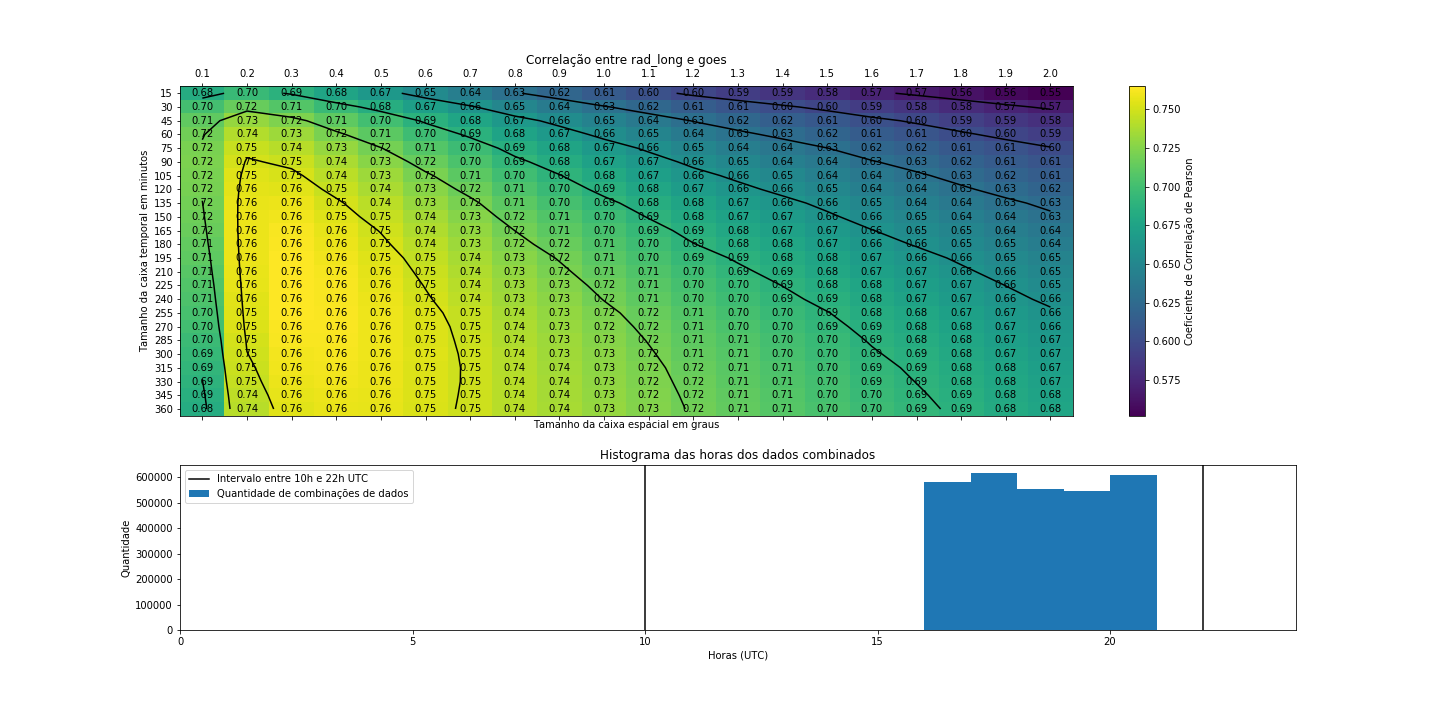 Correlação entre rad_long e goes
0.1 0.2 0.3 0.4 0.5 0.6 0.7 0.8 0.9 1.0 1.1 1.2 1.3 1.4 1.5 1.6 1.7 1.8 1.9 2.0
15 0.68 0.70 0.69 0.68 0.67 0.65 0.64 0.63 0.62 0.61 0.60 0.60 0.59 0.59 0.58 0.57 0.57 0.56 0.56 0.55
30 0.70 0.72 0.71 0.70 0.68 0.67 0.66 0.65 0.64 0.63 0.62 0.61 0.61 0.60 0.60 0.59 0.58 0.58 0.57 0.57
45 0.71 0.73 0.72 0.71 0.70 0.69 0.68 0.67 0.66 0.65 0.64 0.63 0.62 0.62 0.61 0.60 0.60 0.59 0.59 0.58
60 0.72 0.74 0.73 0.72 0.71 0.70 0.69 0.68 0.67 0.66 0.65 0.64 0.63 0.63 0.62 0.61 0.61 0.60 0.60 0.59
75 0.72 0.75 0.74 0.73 0.72 0.71 0.70 0.69 0.68 0.67 0.66 0.65 0.64 0.64 0.63 0.62 0.62 0.61 0.61 0.60
90 0.72 0.75 0.75 0.74 0.73 0.72 0.70 0.69 0.68 0.67 0.67 0.66 0.65 0.64 0.64 0.63 0.63 0.62 0.61 0.61
105 0.72 0.75 0.75 0.74 0.73 0.72 0.71 0.70 0.69 0.68 0.67 0.66 0.66 0.65 0.64 0.64 0.63 0.63 0.62 0.61
120 0.72 0.76 0.76 0.75 0.74 0.73 0.72 0.71 0.70 0.69 0.68 0.67 0.66 0.66 0.65 0.64 0.64 0.63 0.63 0.62
135 0.72 0.76 0.76 0.75 0.74 0.73 0.72 0.71 0.70 0.69 0.68 0.68 0.67 0.66 0.66 0.65 0.64 0.64 0.63 0.63
150 0.72 0.76 0.76 0.75 0.75 0.74 0.73 0.72 0.71 0.70 0.69 0.68 0.67 0.67 0.66 0.65 0.65 0.64 0.64 0.63
165 0.72 0.76 0.76 0.76 0.75 0.74 0.73 0.72 0.71 0.70 0.69 0.69 0.68 0.67 0.67 0.66 0.65 0.65 0.64 0.64
180 0.71 0.76 0.76 0.76 0.75 0.74 0.73 0.72 0.72 0.71 0.70 0.69 0.68 0.68 0.67 0.66 0.66 0.65 0.65 0.64
195 0.71 0.76 0.76 0.76 0.75 0.75 0.74 0.73 0.72 0.71 0.70 0.69 0.69 0.68 0.68 0.67 0.66 0.66 0.65 0.65
210 0.71 0.76 0.76 0.76 0.75 0.75 0.74 0.73 0.72 0.71 0.71 0.70 0.69 0.69 0.68 0.67 0.67 0.66 0.66 0.65
225 0.71 0.76 0.76 0.76 0.76 0.75 0.74 0.73 0.73 0.72 0.71 0.70 0.70 0.69 0.68 0.68 0.67 0.67 0.66 0.65
240 0.71 0.76 0.76 0.76 0.76 0.75 0.74 0.73 0.73 0.72 0.71 0.70 0.70 0.69 0.69 0.68 0.67 0.67 0.66 0.66
255 0.70 0.75 0.76 0.76 0.76 0.75 0.75 0.74 0.73 0.72 0.72 0.71 0.70 0.70 0.69 0.68 0.68 0.67 0.67 0.66
270 0.70 0.75 0.76 0.76 0.76 0.75 0.75 0.74 0.73 0.72 0.72 0.71 0.70 0.70 0.69 0.69 0.68 0.68 0.67 0.66
285 0.70 0.75 0.76 0.76 0.76 0.75 0.75 0.74 0.73 0.73 0.72 0.71 0.71 0.70 0.70 0.69 0.68 0.68 0.67 0.67
300 0.69 0.75 0.76 0.76 0.76 0.75 0.75 0.74 0.73 0.73 0.72 0.71 0.71 0.70 0.70 0.69 0.69 0.68 0.67 0.67
315 0.69 0.74 0.76 0.76 0.76 0.75 0.75 0.74 0.74 0.73 0.72 0.72 0.71 0.71 0.70 0.69 0.69 0.68 0.68 0.67
330 0.69 0.74 0.76 0.76 0.76 0.75 0.75 0.74 0.74 0.73 0.72 0.72 0.71 0.71 0.70 0.69 0.69 0.68 0.68 0.67
345 0.69 0.74 0.76 0.76 0.76 0.75 0.75 0.74 0.74 0.73 0.73 0.72 0.71 0.71 0.70 0.70 0.69 0.68 0.68 0.67
360 0.68 0.74 0.76 0.76 0.76 0.75 0.75 0.74 0.74 0.73 0.73 0.72 0.71 0.71 0.70 0.70 0.69 0.69 0.68 0.68
Tamanho da caixa temporal em minutos
Tamanho da caixa espacial em graus
0.750
0.725
0.700
0.675
0.650
0.625
0.600
0.575
Coeficiente de Correlação de Pearson
Histograma das horas dos dados combinados
Intervalo entre 10h e 22h UTC
Quantidade de combinações de dados
600000
500000
400000
300000
200000
100000
0
Quantidade
0 5 10 15 20
Horas (UTC)